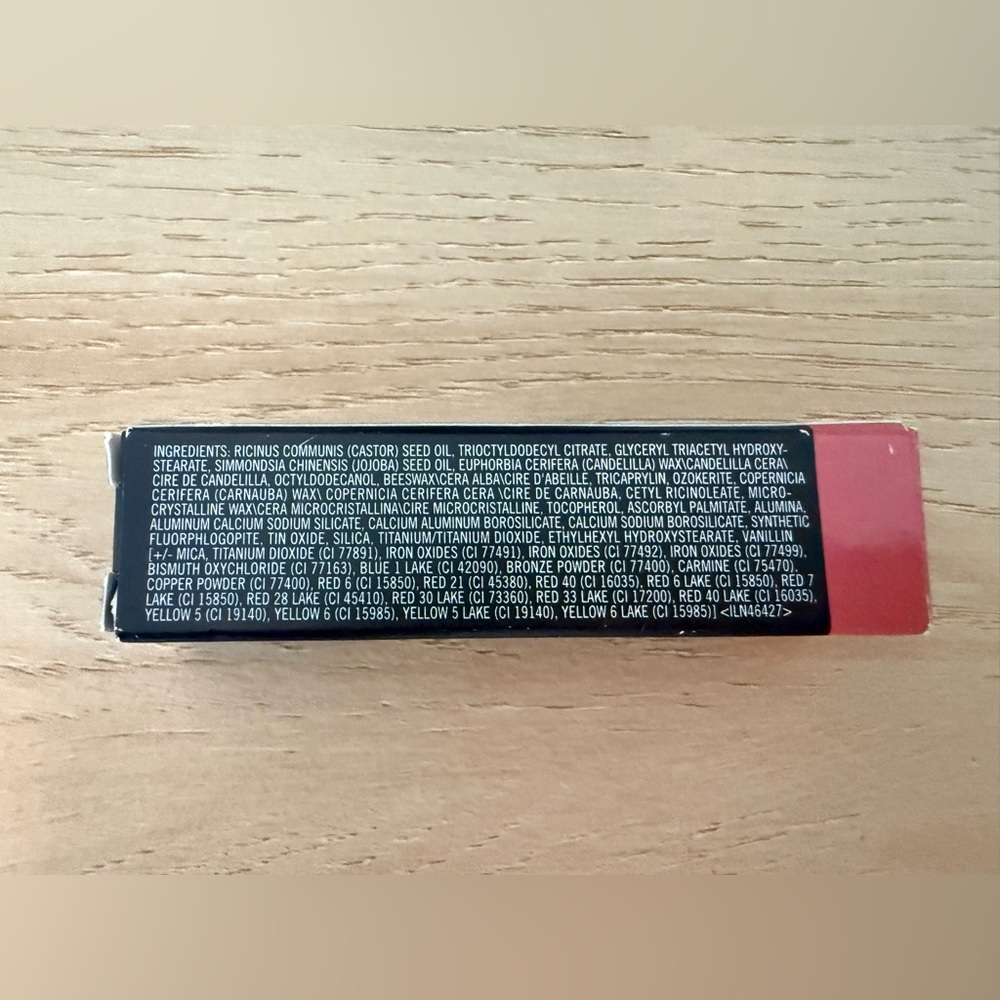 INGREDIENTS: RICINUS COMMUNIS (CASTOR) SEED OIL, TRIOCTYLDODECYL CITRATE, GLYCERYL TRIACETYL HYDROXY-
STEARATE, SIMMONDSIA CHINENSIS (JOJOBA) SEED OIL, EUPHORBIA CERIFERA (CANDELILLA) WAX\CANDELILLA CERA\
CIRE DE CANDELILLA, OCTYLDODECANOL, BEESWAX\CERA ALBA\CIRE D'ABEILLE, TRICAPRYLIN, OZOKERITE, COPERNICIA
CERIFERA (CARNAUBA) WAX\ COPERNICIA CERIFERA CERA \CIRE DE CARNAUBA, CETYL RICINOLEATE, MICRO-
CRYSTALLINE WAX\CERA MICROCRISTALLINA\CIRE MICROCRISTALLINE, TOCOPHEROL, ASCORBYL PALMITATE, ALUMINA,
ALUMINUM CALCIUM SODIUM SILICATE, CALCIUM ALUMINUM BOROSILICATE, CALCIUM SODIUM BOROSILICATE, SYNTHETIC
FLUORPHLOGOPITE, TIN OXIDE, SILICA, TITANIUM/TITANIUM DIOXIDE, ETHYLHEXYL HYDROXYSTEARATE, VANILLIN
[+/- MICA, TITANIUM DIOXIDE (CI 77891), IRON OXIDES (CI 77491), IRON OXIDES (CI 77492), IRON OXIDES (CI 77499),
BISMUTH OXYCHLORIDE (CI 77163), BLUE 1 LAKE (CI 42090), BRONZE POWDER (CI 77400), CARMINE (CI 75470),
COPPER POWDER (CI 77400), RED 6 (CI 15850), RED 21 (CI 45380), RED 40 (CI 16035), RED 6 LAKE (CI 15850), RED 7
LAKE (CI 15850), RED 28 LAKE (CI 45410), RED 30 LAKE (CI 73360), RED 33 LAKE (CI 17200), RED 40 LAKE (CI 16035),
YELLOW 5 (CI 19140), YELLOW 6 (CI 15985), YELLOW 5 LAKE (CI 19140), YELLOW 6 LAKE (CI 15985)] <ILN46427>